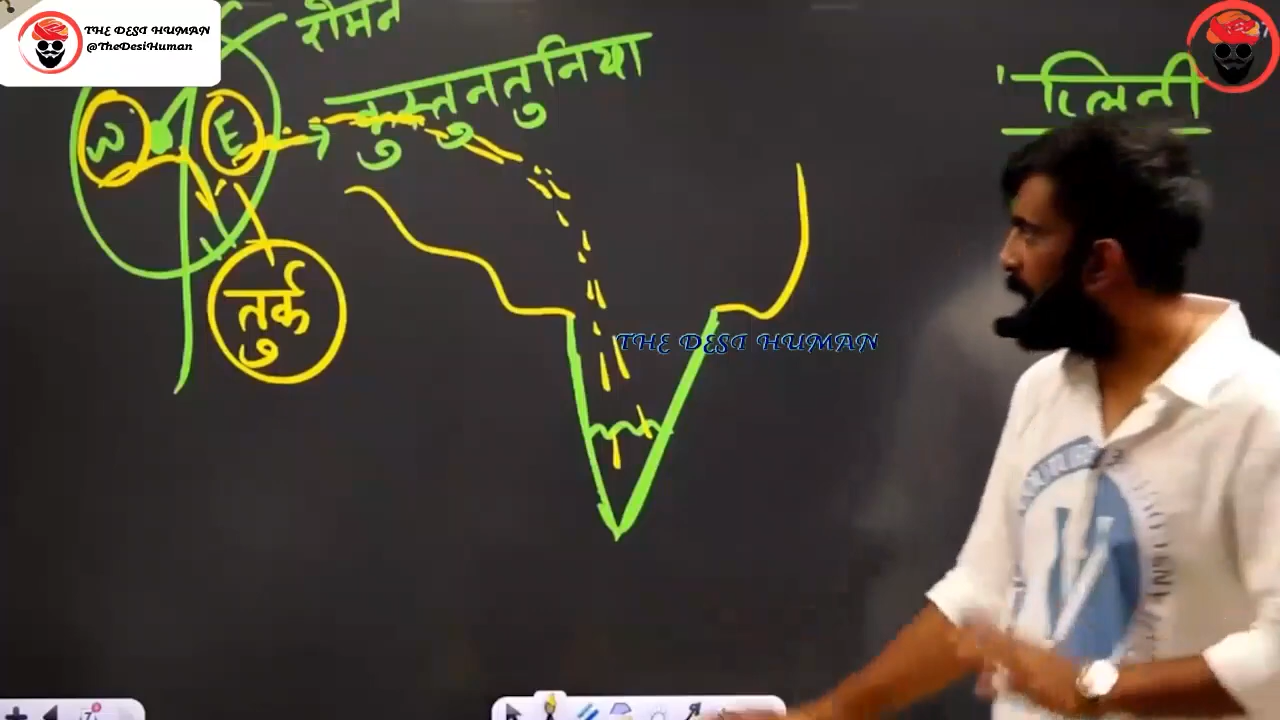 THE DESI HUMAN
@TheDesiHuman
रोमन
कुस्तुनतुनिया
प्लिनी
W
E
तुर्क
THE DESI HUMAN